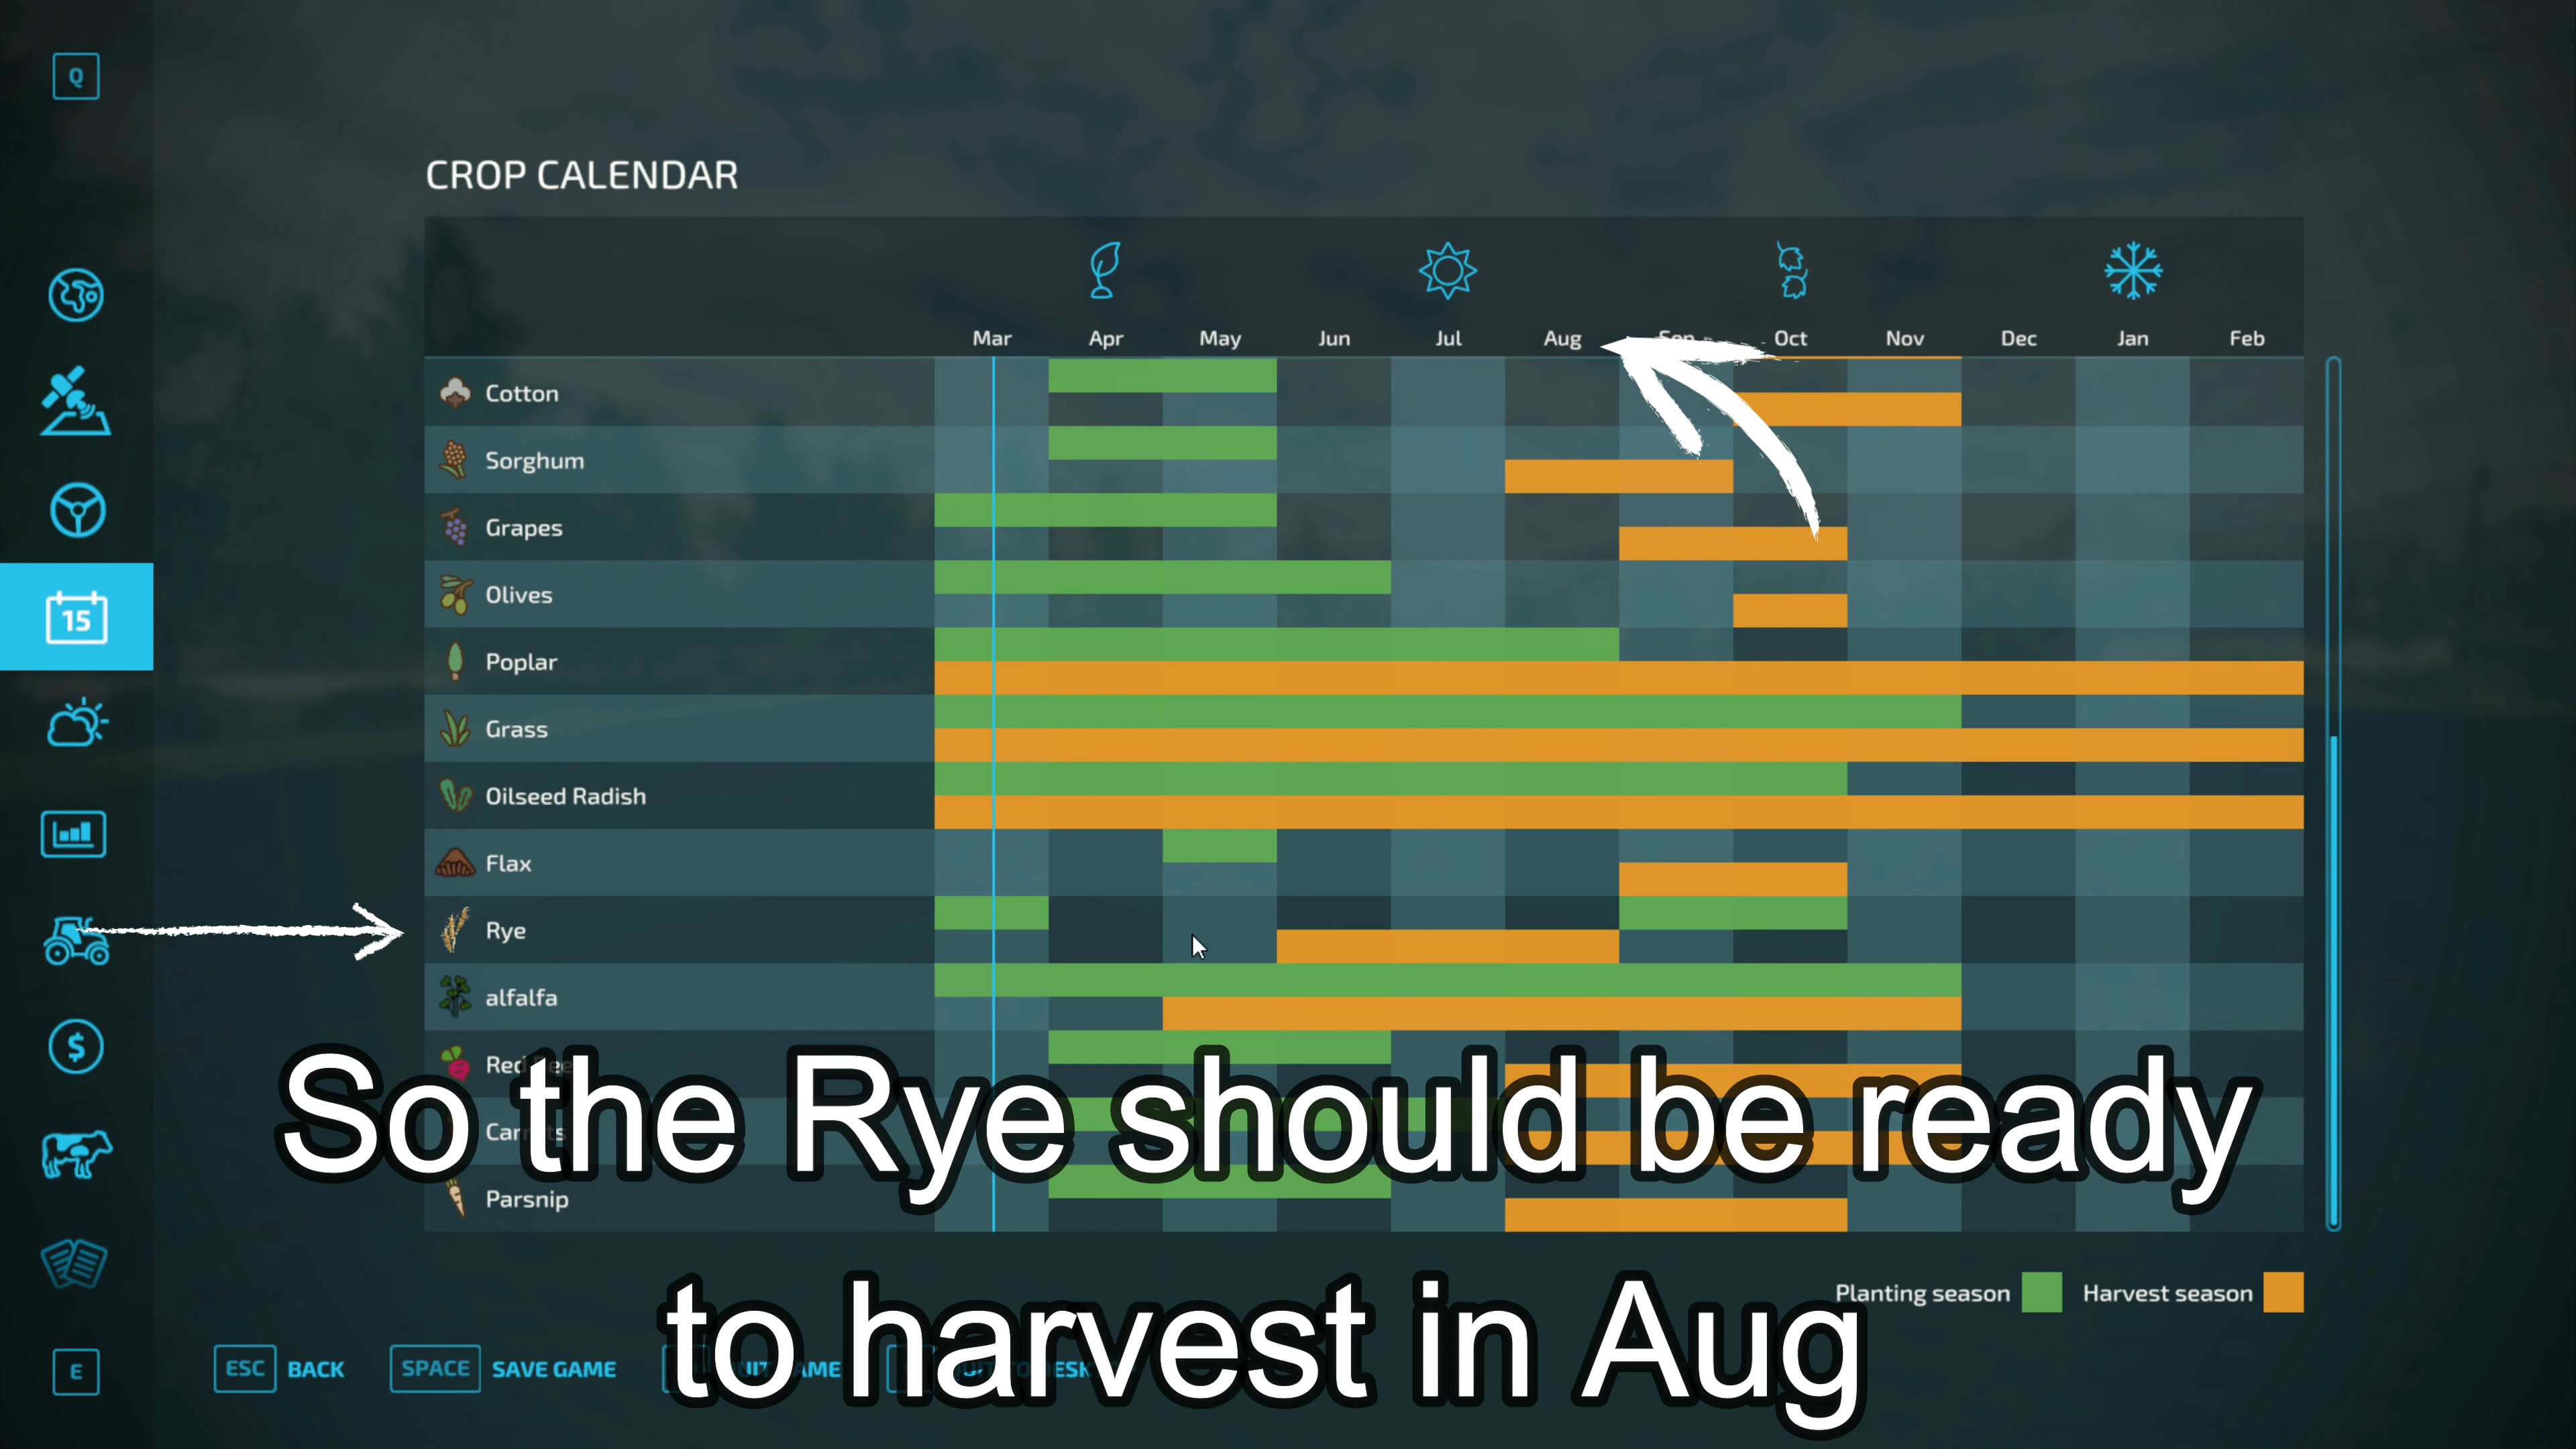 Q
CROP CALENDAR
Mar Apr May Jun Jul Aug Oct Nov Dec Jan Feb
Cotton
Sorghum
Grapes
Olives
15
Poplar
Grass
Oilseed Radish
Flax
Rye
alfalfa
Red
So the Rye should be ready
Parsnip
Planting season Harvest season
to harvest in Aug
E
ESC BACK SPACE SAVE GAME